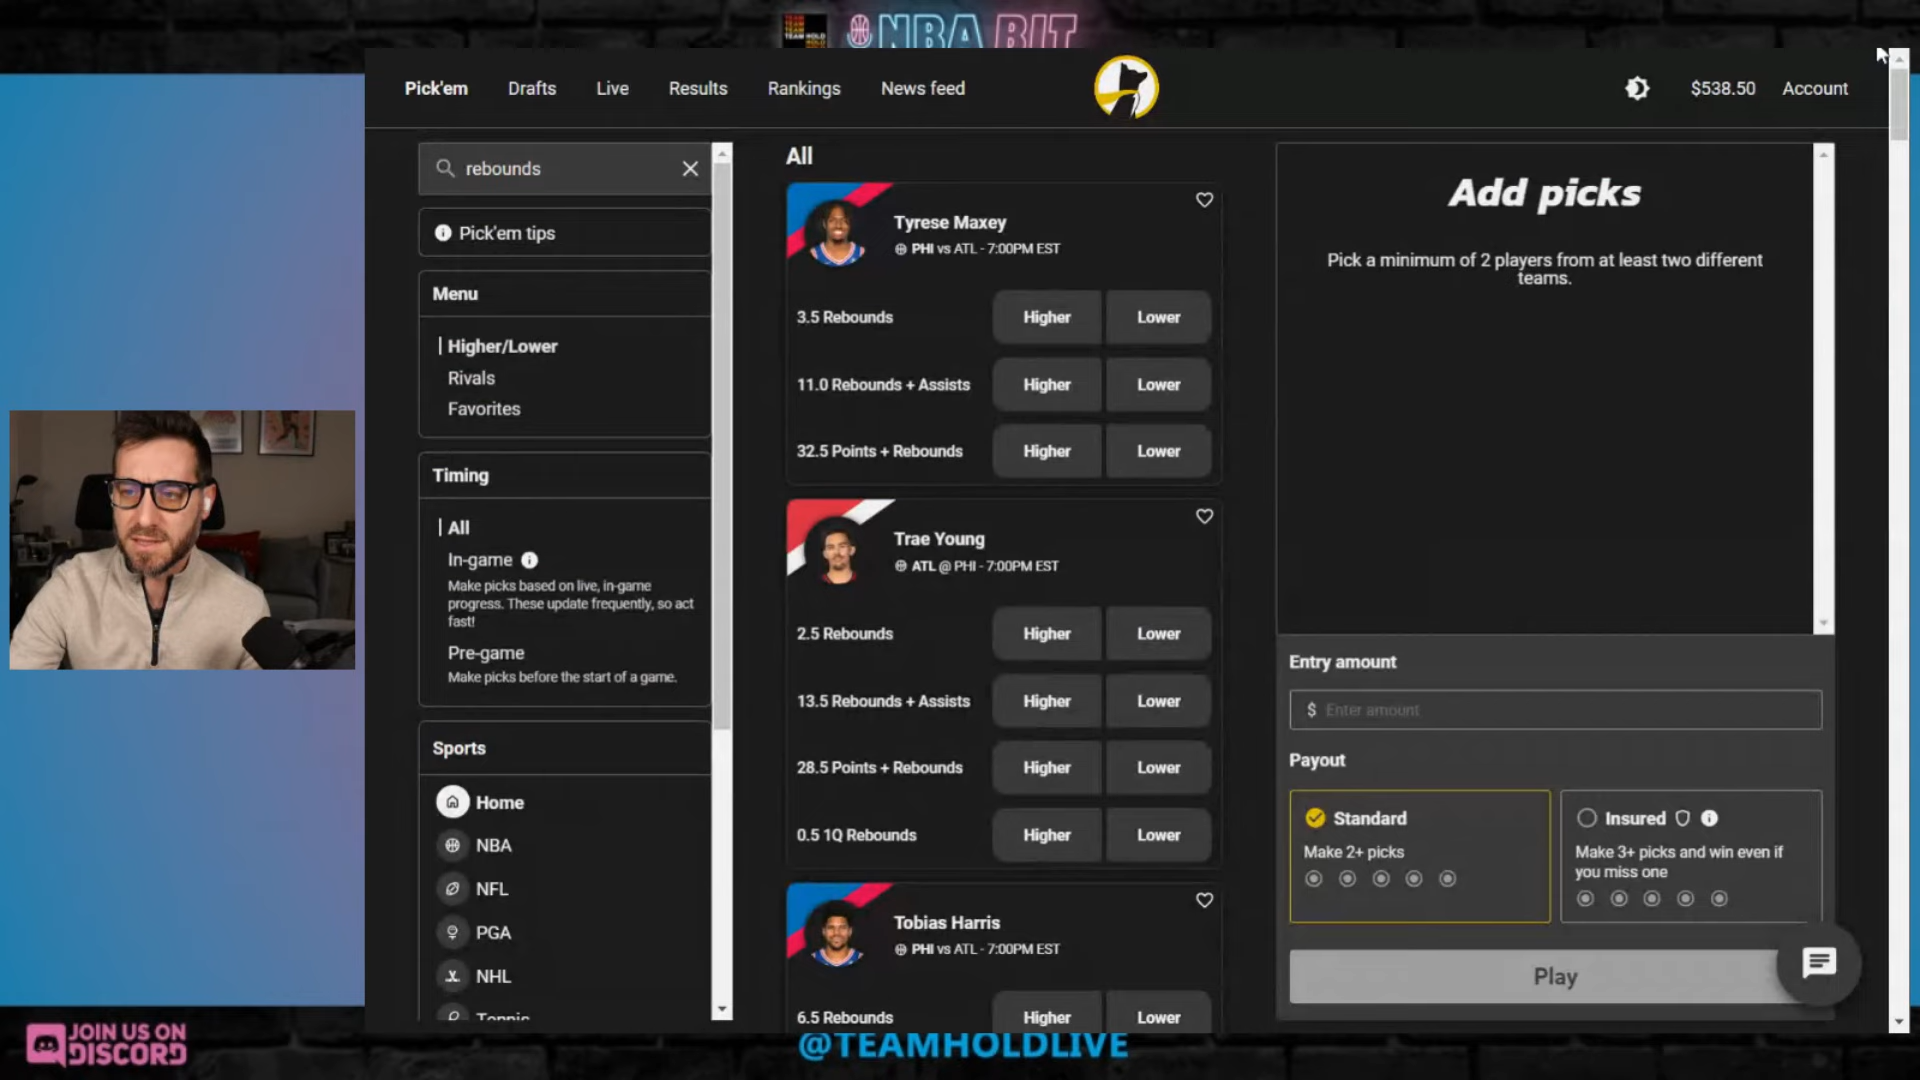 TEAM HOLD
NBA BIT
Pick'em
Drafts
Live
Results
Rankings
News feed
$538.50
Account
rebounds
Pick'em tips
Menu
Higher/Lower
Rivals
Favorites
Timing
All
In-game
Make picks based on live, in-game
progress. These update frequently, so act
fast!
Pre-game
Make picks before the start of a game.
Sports
Home
NBA
NFL
PGA
NHL
Tennis
All
Tyrese Maxey
PHI vs ATL - 7:00PM EST
3.5 Rebounds Higher Lower
11.0 Rebounds + Assists Higher Lower
32.5 Points + Rebounds Higher Lower
Trae Young
ATL @ PHI - 7:00PM EST
2.5 Rebounds Higher Lower
13.5 Rebounds + Assists Higher Lower
28.5 Points + Rebounds Higher Lower
0.5 1Q Rebounds Higher Lower
Tobias Harris
PHI vs ATL - 7:00PM EST
6.5 Rebounds Higher Lower
Add picks
Pick a minimum of 2 players from at least two different
teams.
Entry amount
$ Enter amount
Payout
Standard
Make 2+ picks
Insured
Make 3+ picks and win even if
you miss one
Play
JOIN US ON
DISCORD
@TEAMHOLDLIVE